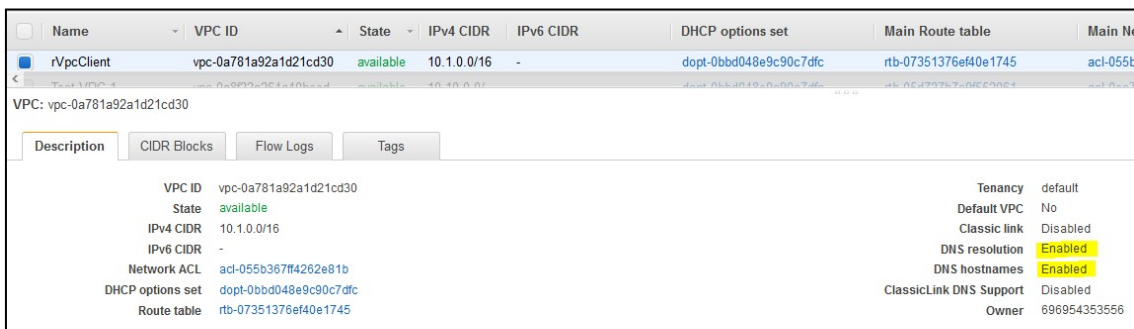 Name VPC ID State IPv4 CIDR IPv6 CIDR DHCP options set Main Route table Main Ne
rVpcClient vpc-0a781a92a1d21cd30 available 10.1.0.0/16 - dopt-0bbd048e9c90c7dfc rtb-07351376ef40e1745 acl-055b
VPC: vpc-0a781a92a1d21cd30
Description CIDR Blocks Flow Logs Tags
VPC ID vpc-0a781a92a1d21cd30 Tenancy default
State available Default VPC No
IPv4 CIDR 10.1.0.0/16 Classic link Disabled
IPv6 CIDR - DNS resolution Enabled
Network ACL acl-055b367ff4262e81b DNS hostnames Enabled
DHCP options set dopt-0bbd048e9c90c7dfc ClassicLink DNS Support Disabled
Route table rtb-07351376ef40e1745 Owner 696954353556